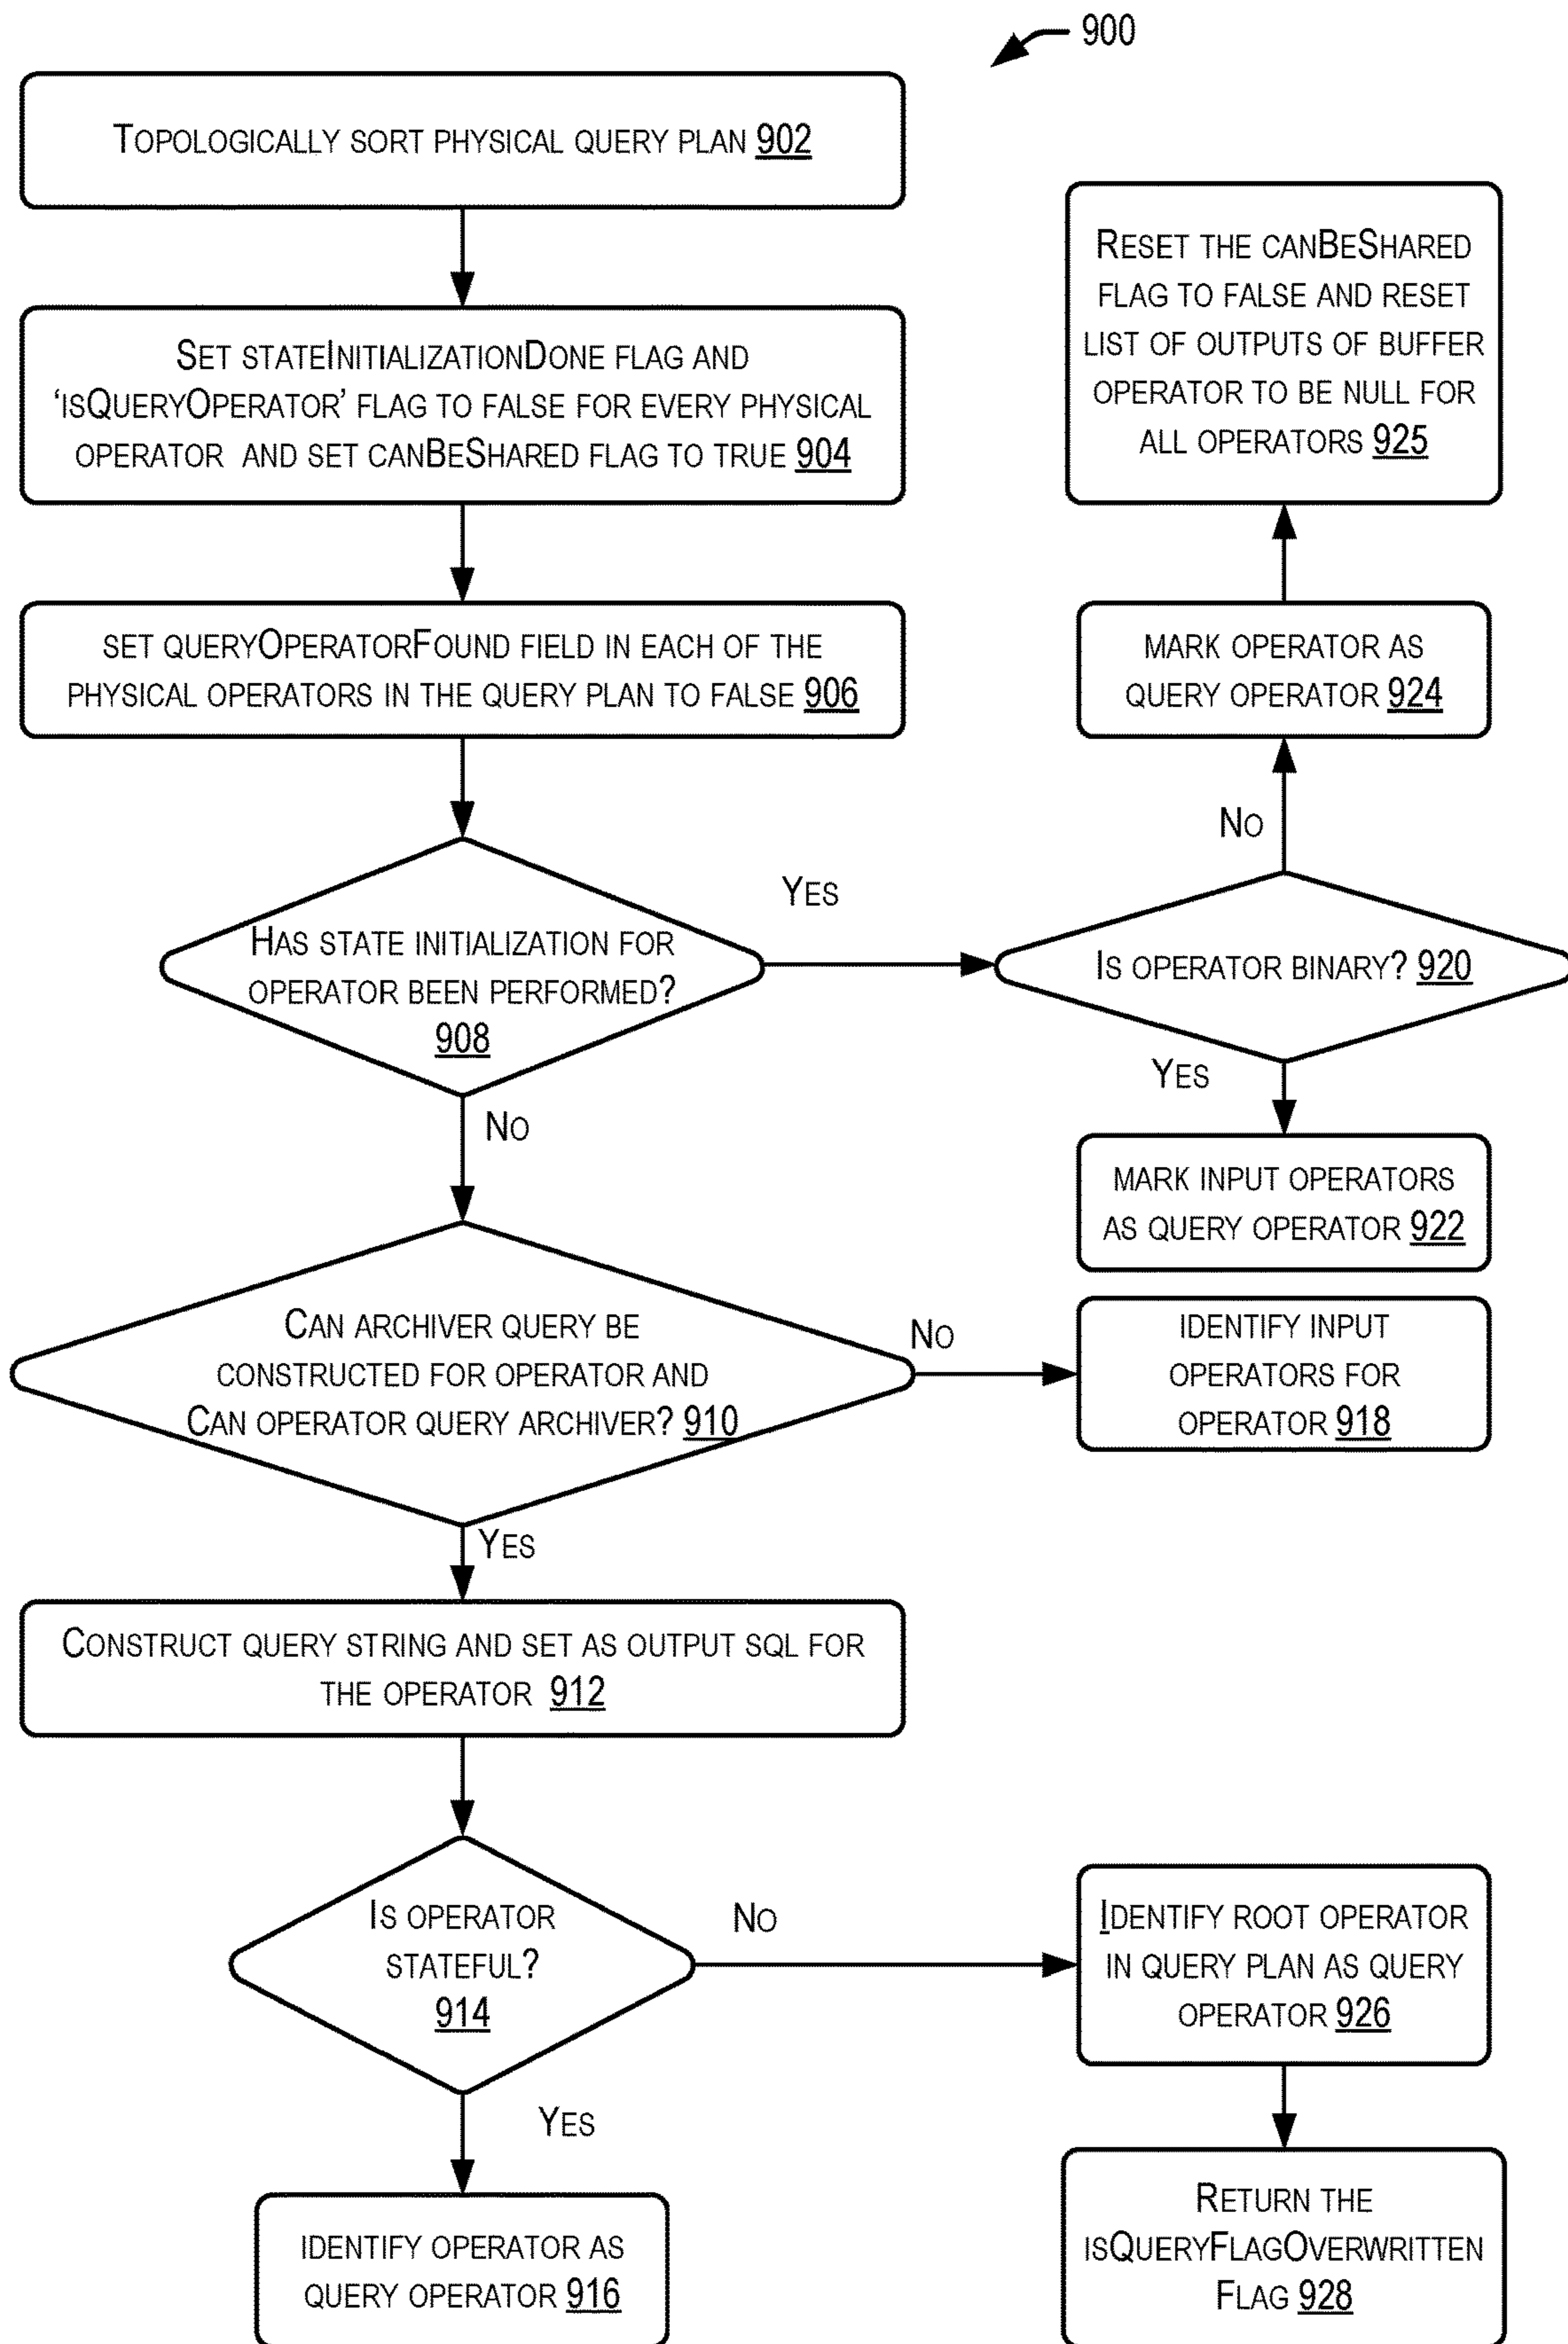 900
Topologically sort physical query plan 902
Set stateInitializationDone flag and
‘isQueryOperator’ flag to false for every physical
operator and set canBeShared flag to true 904
set queryOperatorFound field in each of the
physical operators in the query plan to false 906
Has state initialization for
operator been performed?
908
Yes
No
Is operator binary? 920
No
mark operator as
query operator 924
Reset the canBeShared
flag to false and reset
list of outputs of buffer
operator to be null for
all operators 925
Yes
mark input operators
as query operator 922
Can archiver query be
constructed for operator and
Can operator query archiver? 910
No
identify input
operators for
operator 918
Yes
Construct query string and set as output sql for
the operator 912
Is operator
stateful?
914
No
Identify root operator
in query plan as query
operator 926
Yes
identify operator as
query operator 916
Return the
isQueryFlagOverwritten
Flag 928